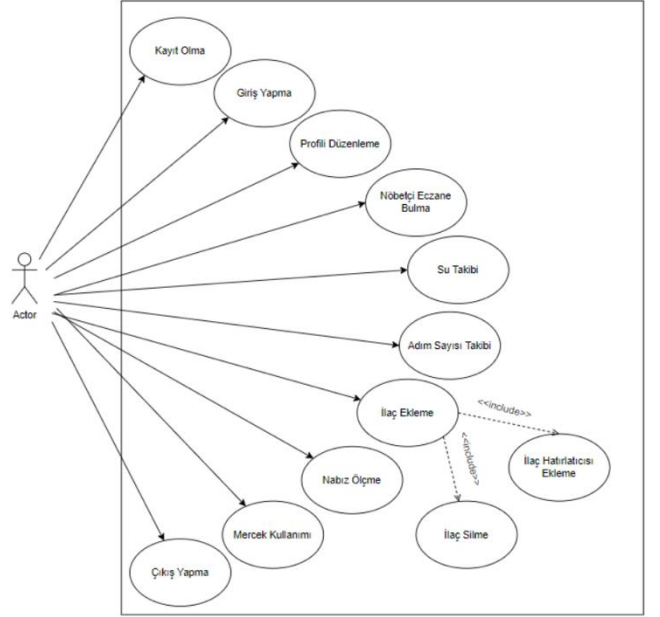 Kayıt Olma
Giriş Yapma
Profili Düzenleme
Nöbetçi Eczane
Bulma
Su Takibi
Actor
Adım Sayısı Takibi
İlaç Ekleme
<<include>>
<<include>>
İlaç Hatırlatıcısı
Ekleme
Nabız Ölçme
Mercek Kullanımı
İlaç Silme
Çıkış Yapma